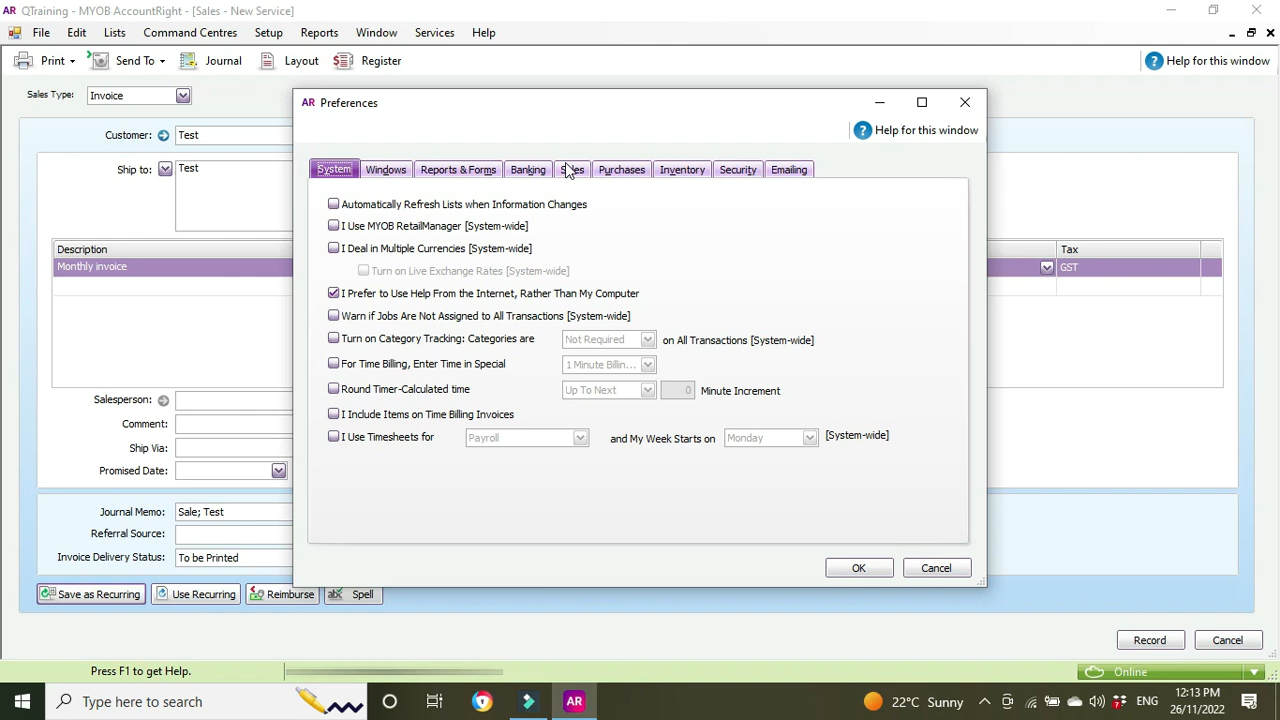 AR QTraining - MYOB AccountRight - [Sales - New Service]
File Edit Lists Command Centres Setup Reports Window Services Help
Print Send To Journal Layout Register ? Help for this window
Sales Type: Invoice
AR Preferences
Customer: Test
? Help for this window
Ship to: Test
System Windows Reports & Forms Banking Sales Purchases Inventory Security Emailing
Automatically Refresh Lists when Information Changes
I Use MYOB RetailManager [System-wide]
I Deal in Multiple Currencies [System-wide]
Turn on Live Exchange Rates [System-wide]
I Prefer to Use Help From the Internet, Rather Than My Computer
Warn if Jobs Are Not Assigned to All Transactions [System-wide]
Turn on Category Tracking: Categories are Not Required on All Transactions [System-wide]
For Time Billing, Enter Time in Special 1 Minute Billin...
Round Timer-Calculated time Up To Next 0 Minute Increment
I Include Items on Time Billing Invoices
I Use Timesheets for Payroll and My Week Starts on Monday [System-wide]
OK Cancel
Description Tax
Monthly invoice GST
Salesperson:
Comment:
Ship Via:
Promised Date:
Journal Memo: Sale; Test
Referral Source:
Invoice Delivery Status: To be Printed
Save as Recurring Use Recurring Reimburse abc Spell
Record Cancel
Press F1 to get Help. Online
Type here to search AR 22°C Sunny ENG 12:13 PM
26/11/2022